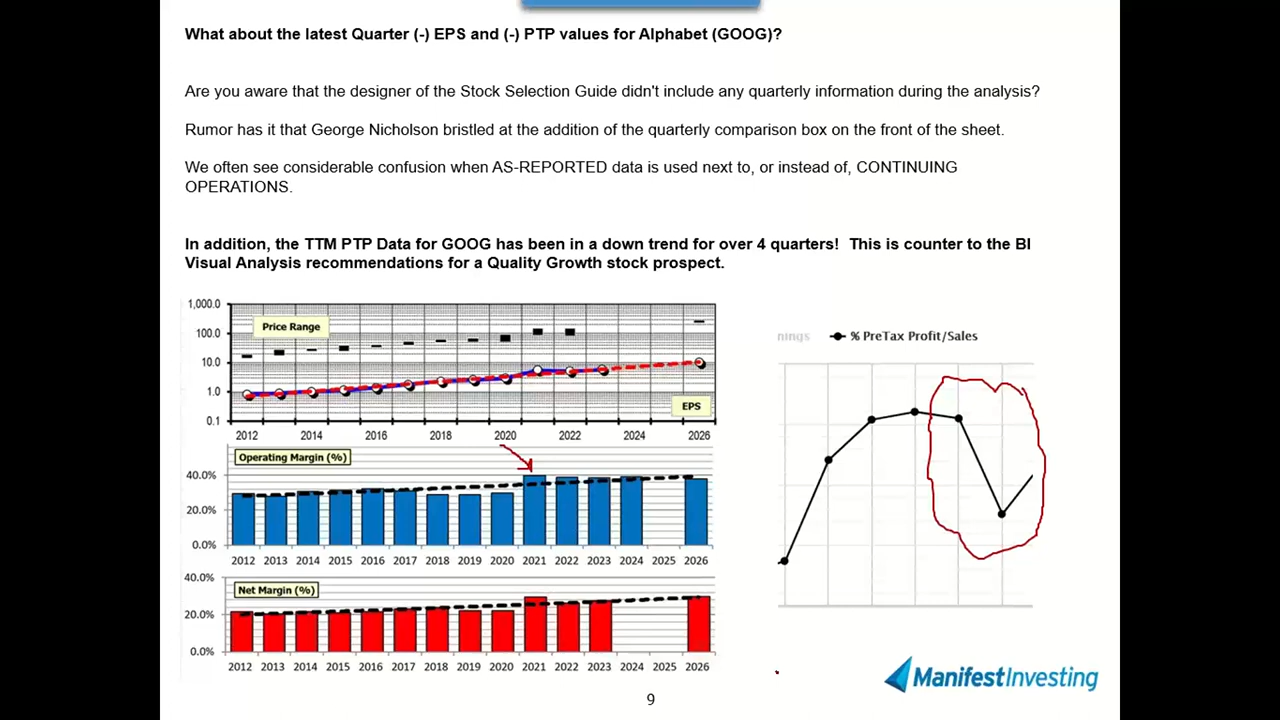 What about the latest Quarter (-) EPS and (-) PTP values for Alphabet (GOOG)?
Are you aware that the designer of the Stock Selection Guide didn't include any quarterly information during the analysis?
Rumor has it that George Nicholson bristled at the addition of the quarterly comparison box on the front of the sheet.
We often see considerable confusion when AS-REPORTED data is used next to, or instead of, CONTINUING
OPERATIONS.
In addition, the TTM PTP Data for GOOG has been in a down trend for over 4 quarters! This is counter to the BI
Visual Analysis recommendations for a Quality Growth stock prospect.
1,000.0
Price Range
100.0
10.0
1.0
EPS
0.1
2012 2014 2016 2018 2020 2022 2024 2026
Operating Margin (%)
40.0%
20.0%
0.0%
2012 2013 2014 2015 2016 2017 2018 2019 2020 2021 2022 2023 2024 2025 2026
40.0%
Net Margin (%)
20.0%
0.0%
2012 2013 2014 2015 2016 2017 2018 2019 2020 2021 2022 2023 2024 2025 2026
nings % PreTax Profit/Sales
ManifestInvesting
9